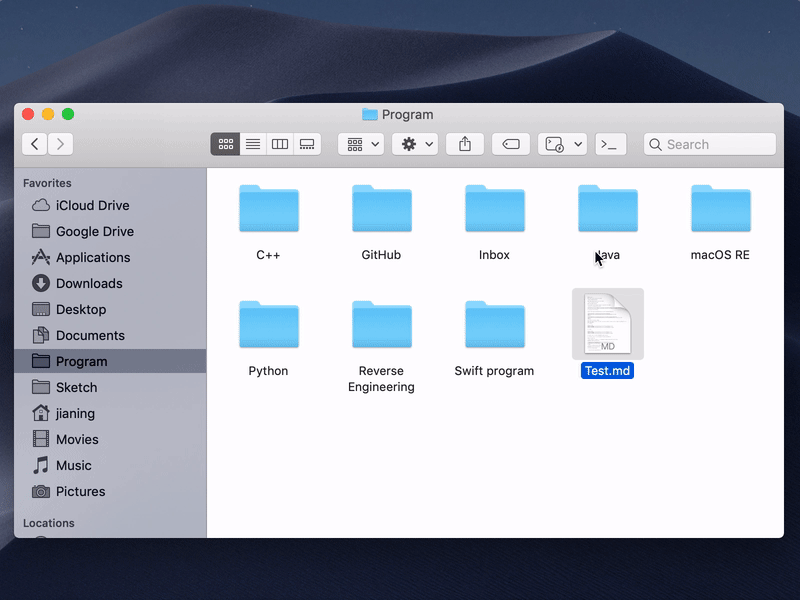 Program
Search
Favorites
iCloud Drive
Google Drive
Applications
Downloads
Desktop
Documents
Program
Sketch
jianing
Movies
Music
Pictures
Locations
C++
GitHub
Inbox
Java
macOS RE
Python
Reverse
Engineering
Swift program
MD
Test.md